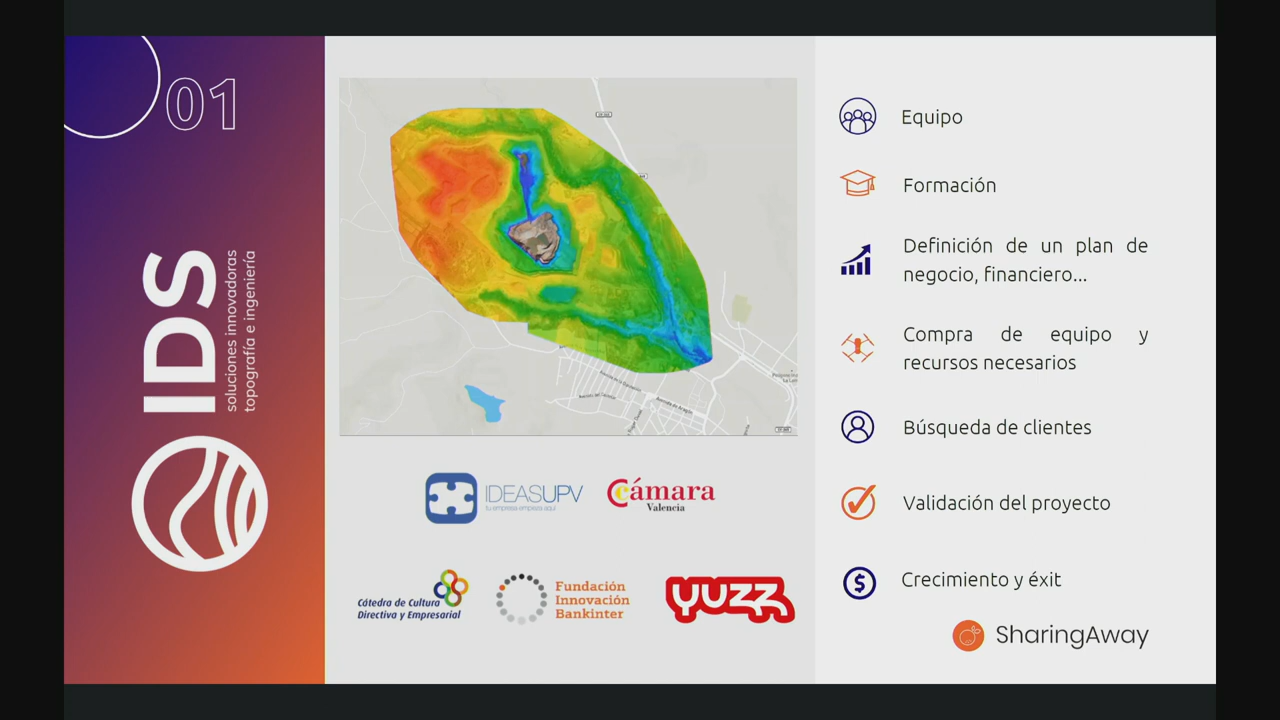 01
IDS
soluciones innovadoras
topografía e ingeniería
IDEASUPV
tu empresa empieza aquí
Cámara
Valencia
Cátedra de Cultura
Directiva y Empresarial
Fundación
Innovación
Bankinter
YUZZ
Equipo
Formación
Definición de un plan de
negocio, financiero...
Compra de equipo y
recursos necesarios
Búsqueda de clientes
Validación del proyecto
Crecimiento y éxit
SharingAway